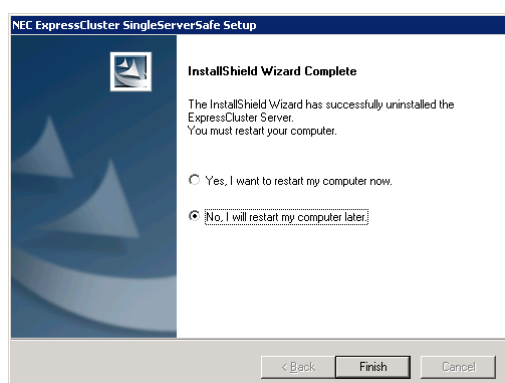 NEC ExpressCluster SingleServerSafe Setup
InstallShield Wizard Complete
The InstallShield Wizard has successfully uninstalled the
ExpressCluster Server.
You must restart your computer.
Yes, I want to restart my computer now.
No, I will restart my computer later.
< Back
Finish
Cancel